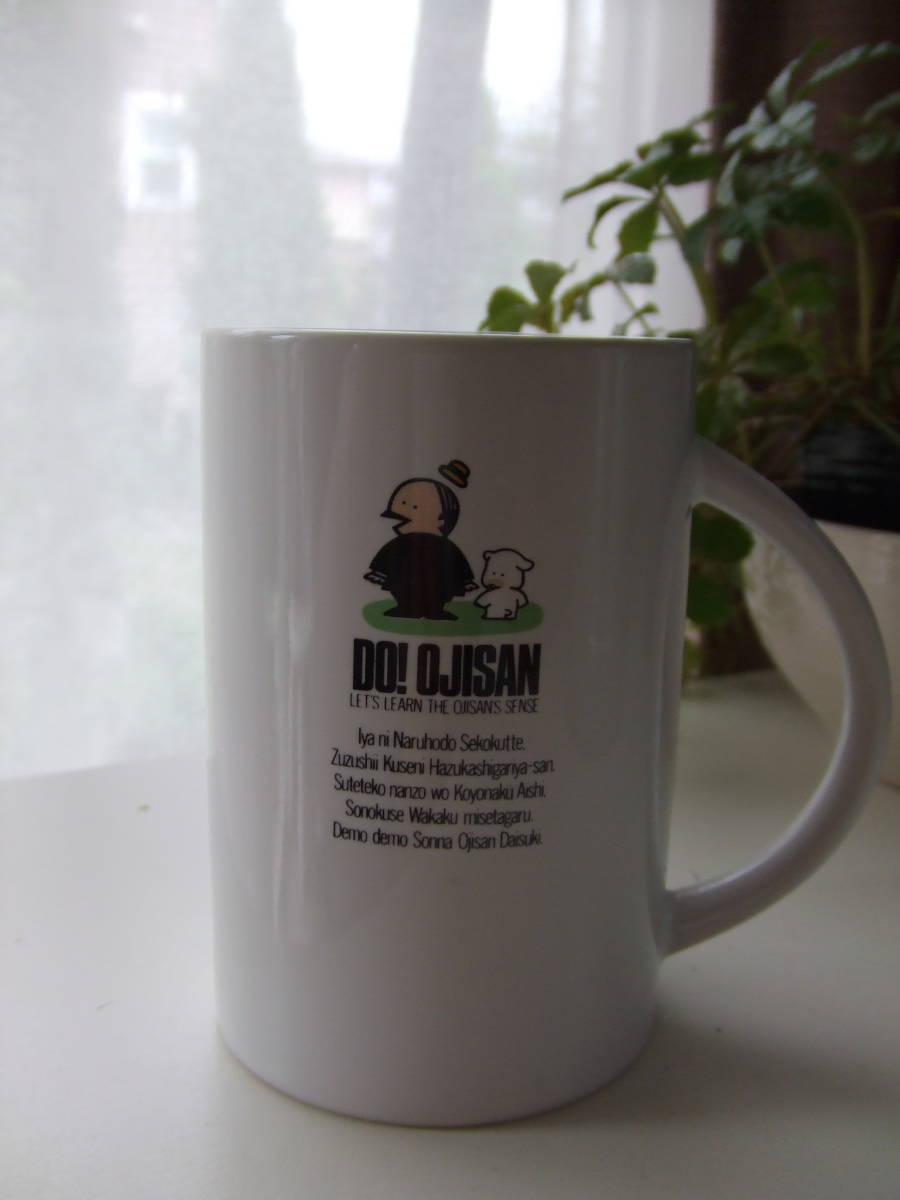 DO! OJISAN
LET'S LEARN THE OJISAN'S SENSE
Iya ni Naruhodo Sekokutte.
Zuzushii Kuseni Hazukashigariya-san.
Suteteko nanzo wo Koyonaku Aishi.
Sonokuse Wakaku misetagaru.
Demo demo Sonna Ojisan Daisuki.